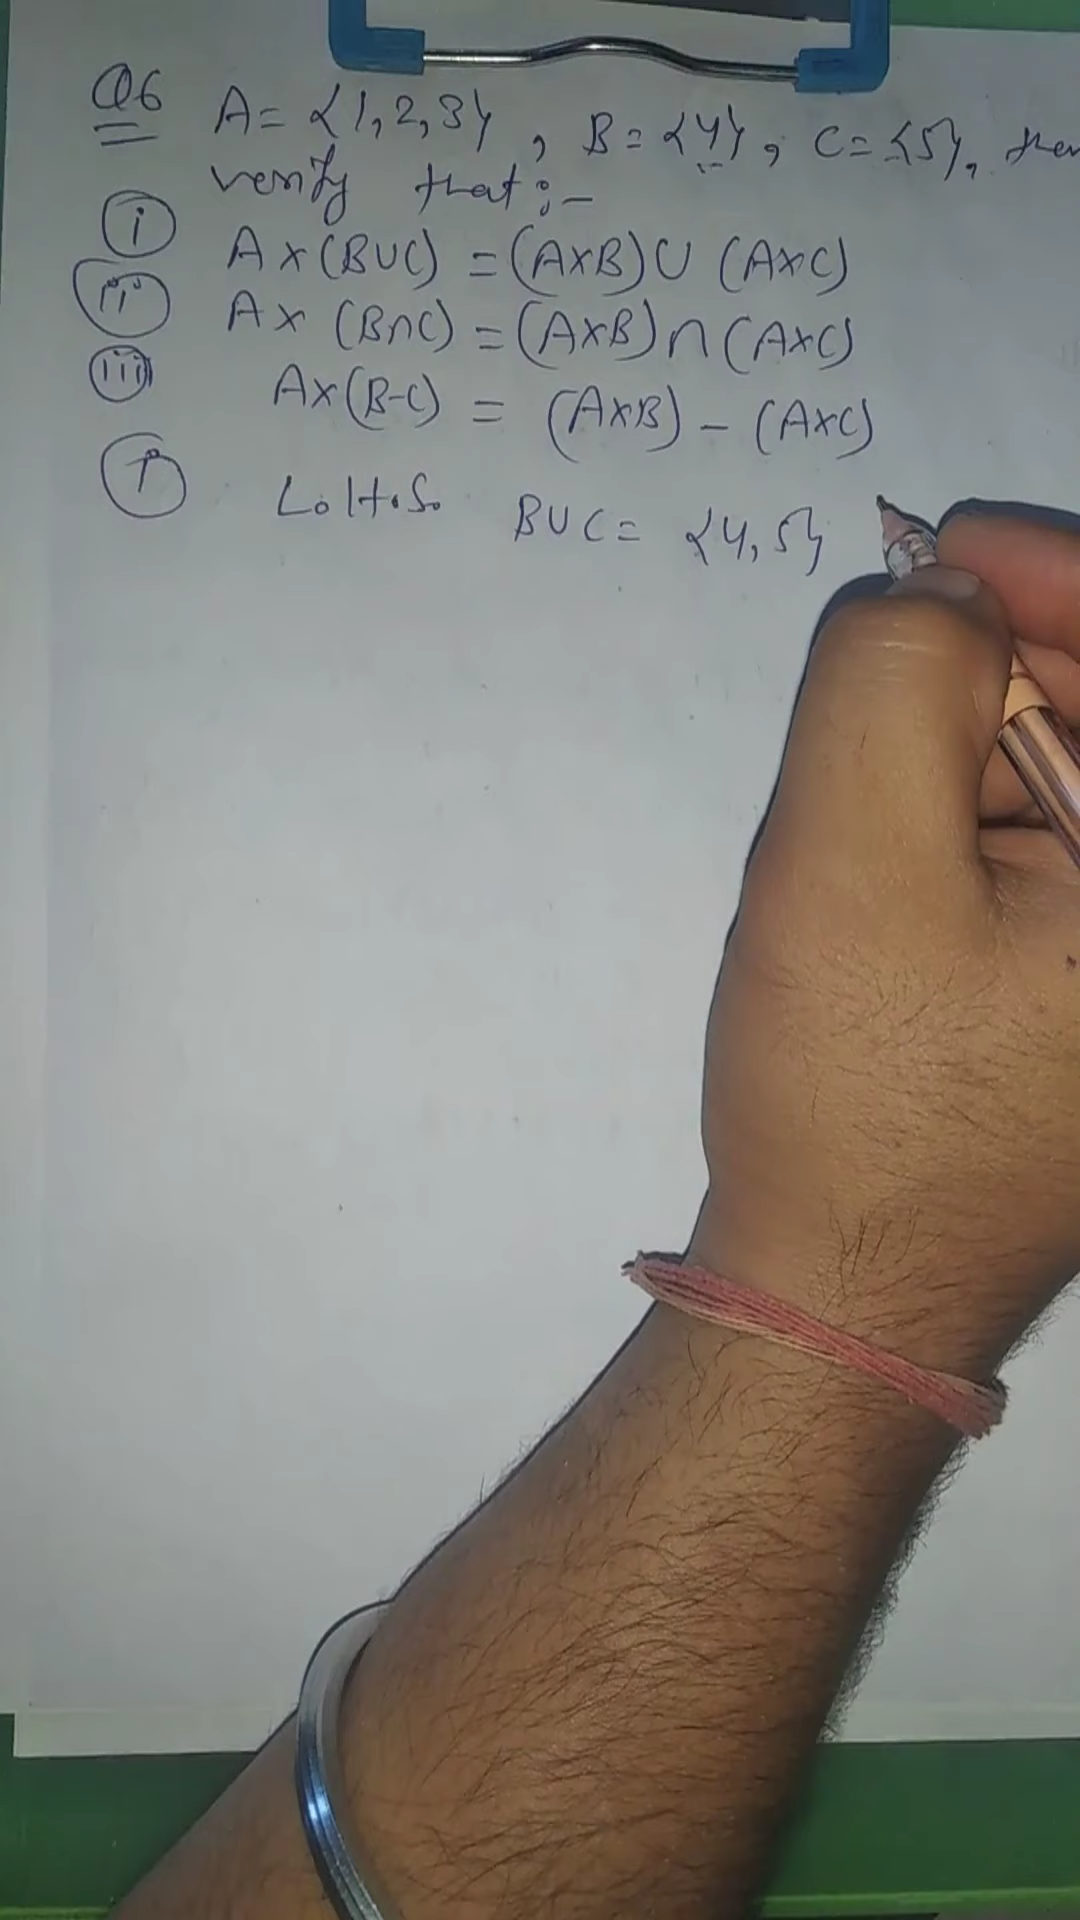 Q6 A = {1, 2, 3} , B = {4} , C = {5}, then
verify that :-
(i) A × (B∪C) = (A×B) ∪ (A×C)
(ii) A × (B∩C) = (A×B) ∩ (A×C)
(iii) A×(B-C) = (A×B) - (A×C)
(i) L.H.S. B∪C = {4, 5}